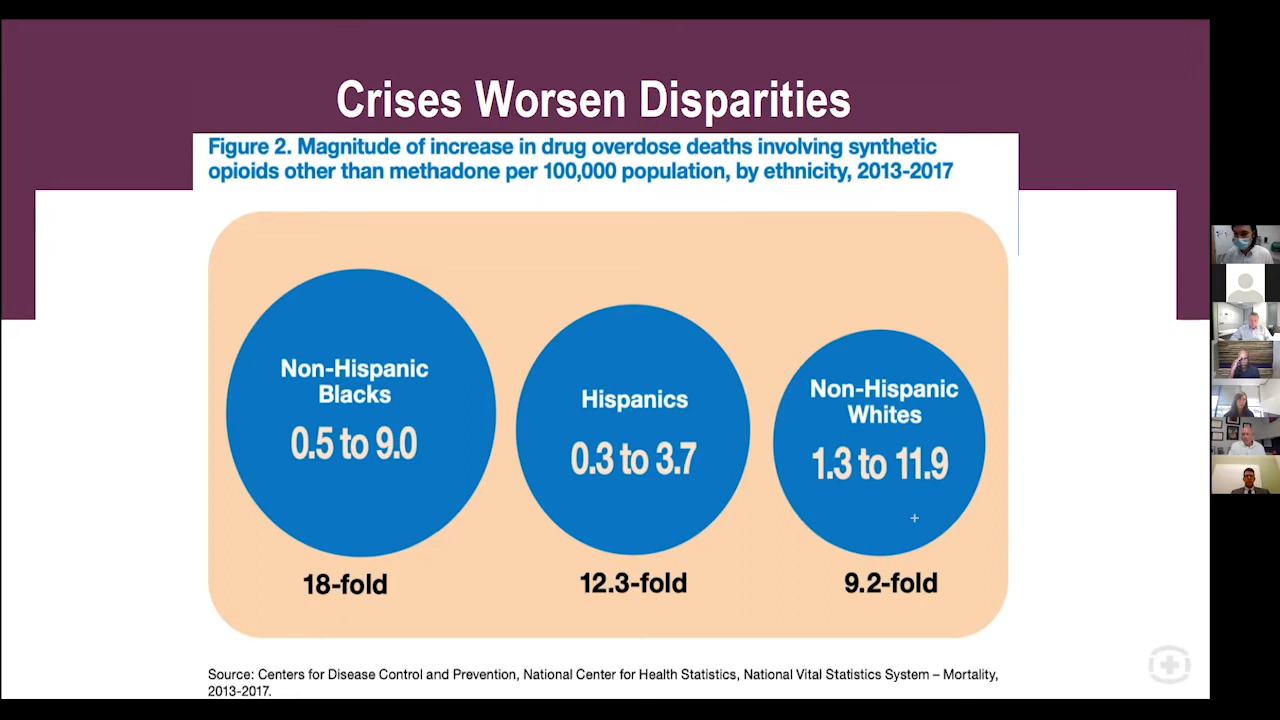 Crises Worsen Disparities
Figure 2. Magnitude of increase in drug overdose deaths involving synthetic
opioids other than methadone per 100,000 population, by ethnicity, 2013-2017
Non-Hispanic
Blacks
0.5 to 9.0
18-fold
Hispanics
0.3 to 3.7
12.3-fold
Non-Hispanic
Whites
1.3 to 11.9
9.2-fold
Source: Centers for Disease Control and Prevention, National Center for Health Statistics, National Vital Statistics System – Mortality,
2013-2017.